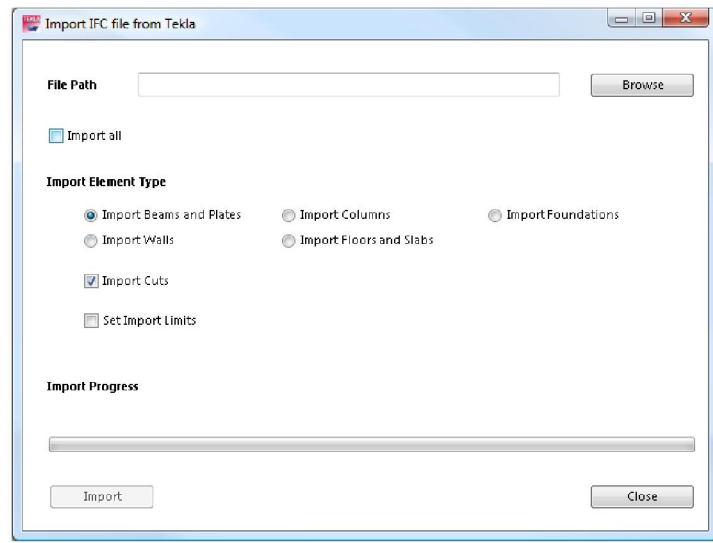 TEKLA Import IFC file from Tekla
File Path Browse
Import all
Import Element Type
Import Beams and Plates Import Columns Import Foundations
Import Walls Import Floors and Slabs
Import Cuts
Set Import Limits
Import Progress
Import Close